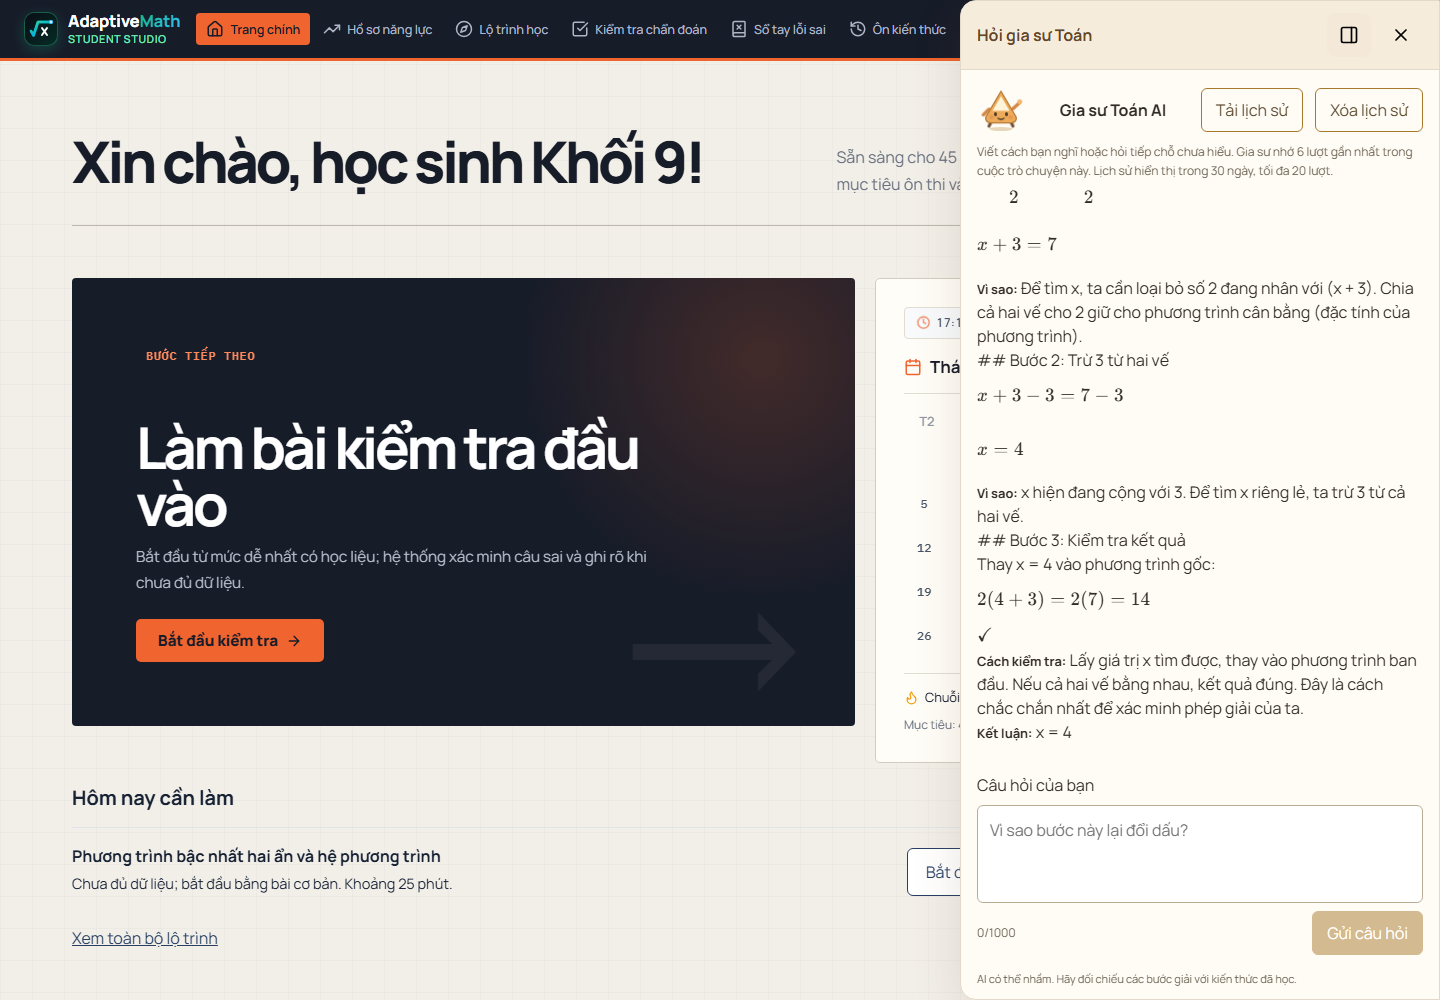 AdaptiveMath
STUDENT STUDIO
Trang chính
Hồ sơ năng lực
Lộ trình học
Kiểm tra chẩn đoán
Sổ tay lỗi sai
Ôn kiến thức
Xin chào, học sinh Khối 9!
Sẵn sàng cho 45
mục tiêu ôn thi và
BƯỚC TIẾP THEO
Làm bài kiểm tra đầu
vào
Bắt đầu từ mức dễ nhất có học liệu; hệ thống xác minh câu sai và ghi rõ khi
chưa đủ dữ liệu.
Bắt đầu kiểm tra →
17:1
Thá
T2
5
12
19
26
Chuỗi
Mục tiêu:
Hôm nay cần làm
Phương trình bậc nhất hai ẩn và hệ phương trình
Chưa đủ dữ liệu; bắt đầu bằng bài cơ bản. Khoảng 25 phút.
Bắt đ
Xem toàn bộ lộ trình
Hỏi gia sư Toán
Gia sư Toán AI
Tải lịch sử
Xóa lịch sử
Viết cách bạn nghĩ hoặc hỏi tiếp chỗ chưa hiểu. Gia sư nhớ 6 lượt gần nhất trong
cuộc trò chuyện này. Lịch sử hiển thị trong 30 ngày, tối đa 20 lượt.
2 2
x + 3 = 7
Vì sao: Để tìm x, ta cần loại bỏ số 2 đang nhân với (x + 3). Chia
cả hai vế cho 2 giữ cho phương trình cân bằng (đặc tính của
phương trình).
## Bước 2: Trừ 3 từ hai vế
x + 3 − 3 = 7 − 3
x = 4
Vì sao: x hiện đang cộng với 3. Để tìm x riêng lẻ, ta trừ 3 từ cả
hai vế.
## Bước 3: Kiểm tra kết quả
Thay x = 4 vào phương trình gốc:
2(4 + 3) = 2(7) = 14
✓
Cách kiểm tra: Lấy giá trị x tìm được, thay vào phương trình ban
đầu. Nếu cả hai vế bằng nhau, kết quả đúng. Đây là cách
chắc chắn nhất để xác minh phép giải của ta.
Kết luận: x = 4
Câu hỏi của bạn
Vì sao bước này lại đổi dấu?
0/1000
Gửi câu hỏi
AI có thể nhầm. Hãy đối chiếu các bước giải với kiến thức đã học.